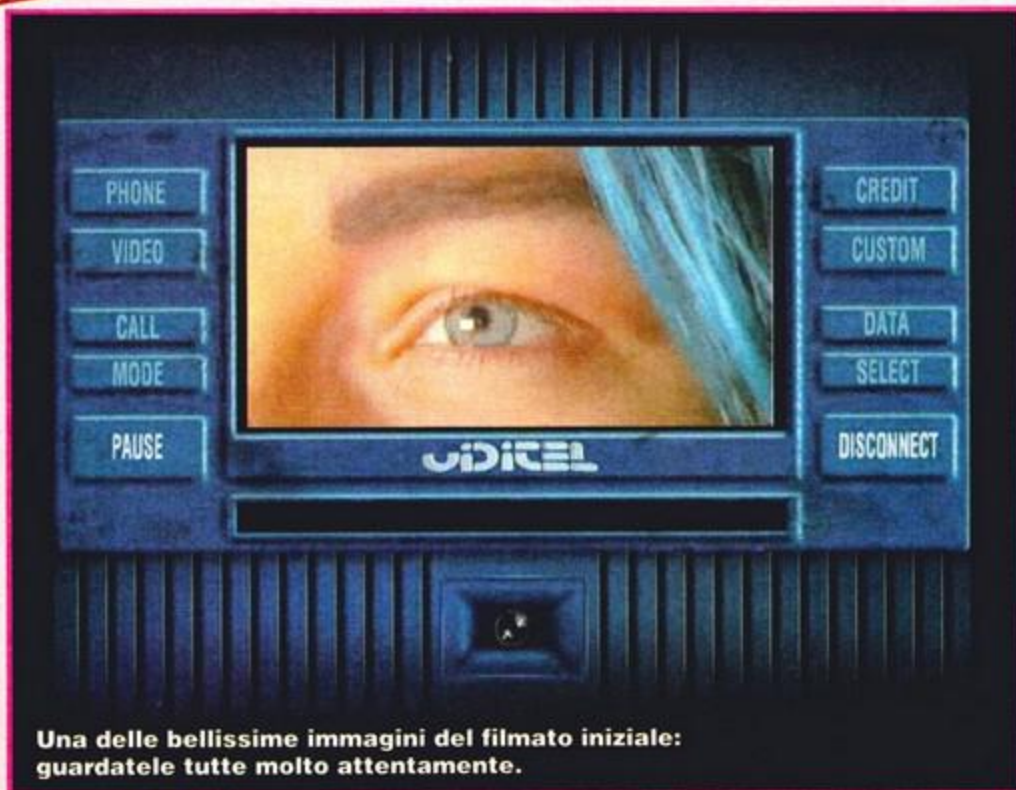 PHONE
VIDEO
CALL
MODE
PAUSE
CREDIT
CUSTOM
DATA
SELECT
DISCONNECT
VIDITEL
Una delle bellissime immagini del filmato iniziale:
guardatele tutte molto attentamente.